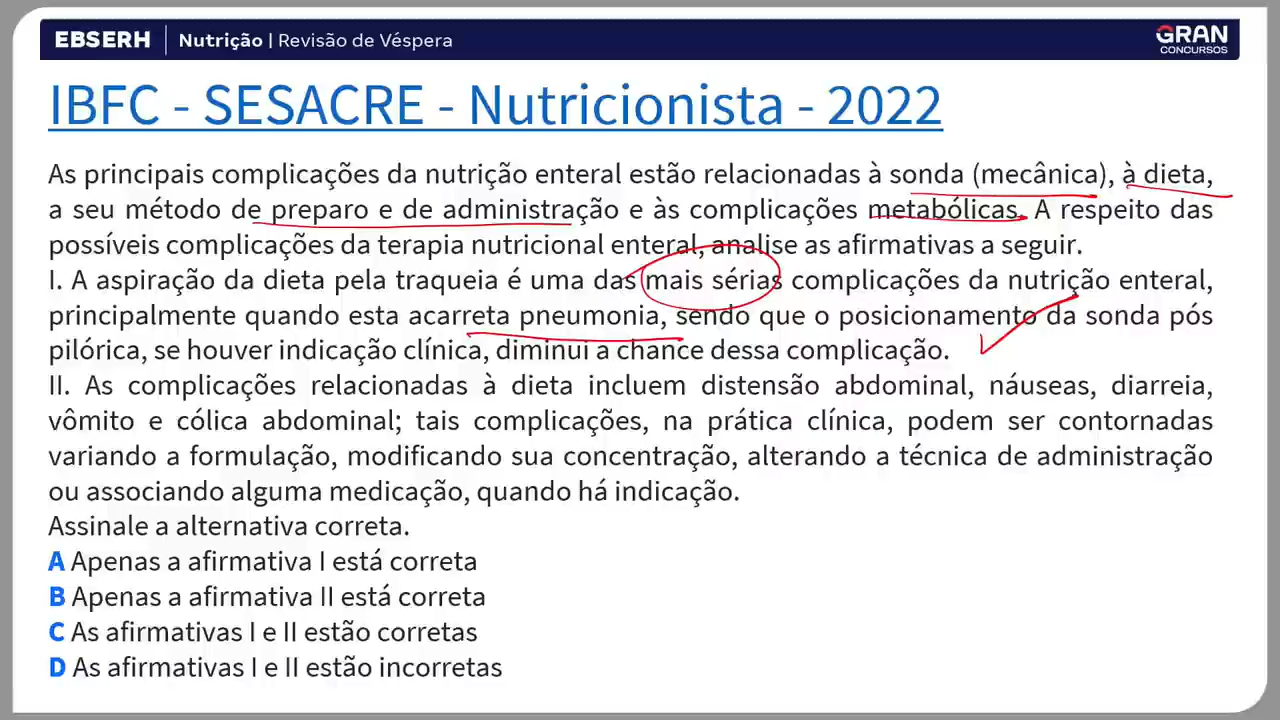 EBSERH | Nutrição | Revisão de Véspera
GRAN CONCURSOS
IBFC - SESACRE - Nutricionista - 2022
As principais complicações da nutrição enteral estão relacionadas à sonda (mecânica), à dieta,
a seu método de preparo e de administração e às complicações metabólicas. A respeito das
possíveis complicações da terapia nutricional enteral, analise as afirmativas a seguir.
I. A aspiração da dieta pela traqueia é uma das mais sérias complicações da nutrição enteral,
principalmente quando esta acarreta pneumonia, sendo que o posicionamento da sonda pós
pilórica, se houver indicação clínica, diminui a chance dessa complicação.
II. As complicações relacionadas à dieta incluem distensão abdominal, náuseas, diarreia,
vômito e cólica abdominal; tais complicações, na prática clínica, podem ser contornadas
variando a formulação, modificando sua concentração, alterando a técnica de administração
ou associando alguma medicação, quando há indicação.
Assinale a alternativa correta.
A Apenas a afirmativa I está correta
B Apenas a afirmativa II está correta
C As afirmativas I e II estão corretas
D As afirmativas I e II estão incorretas